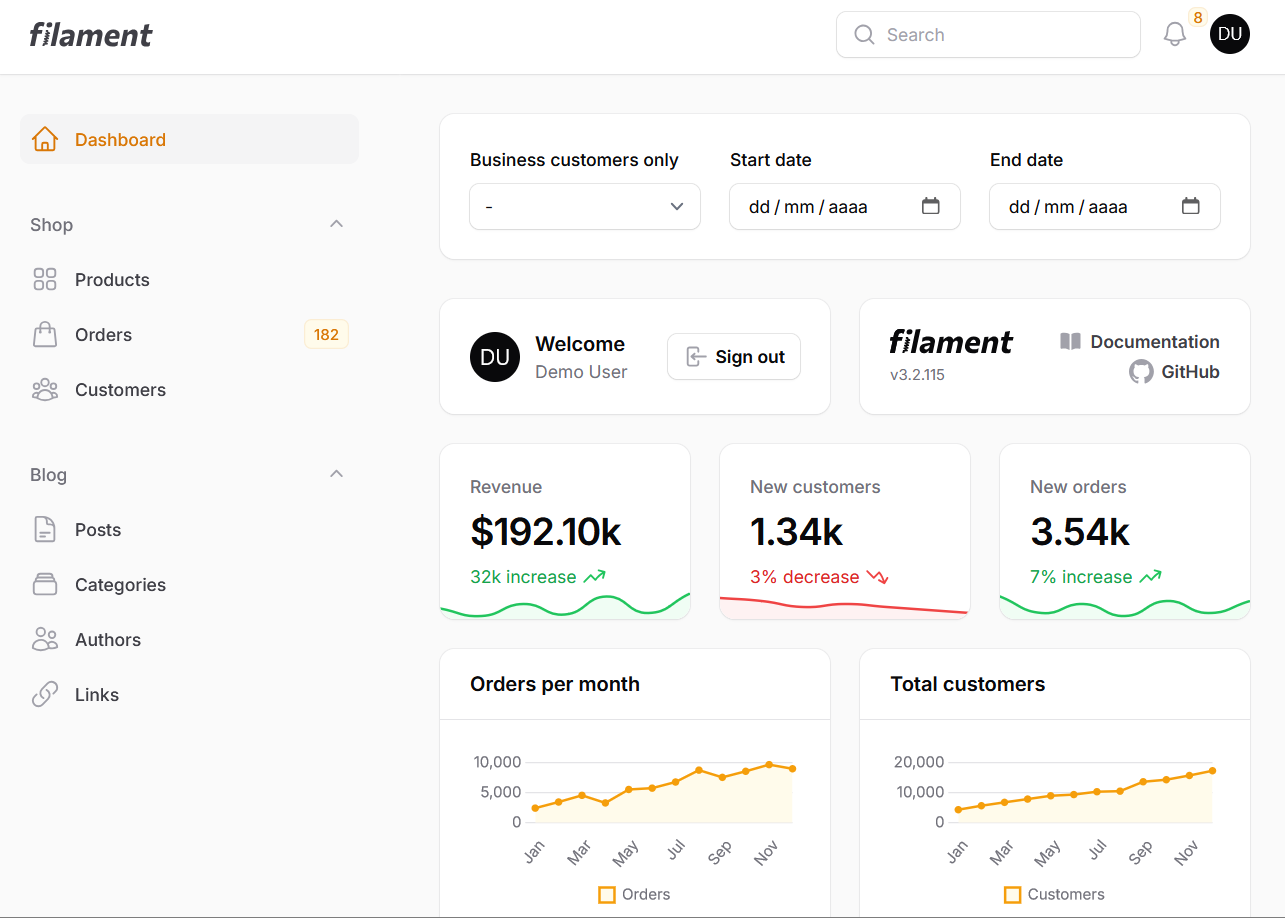 filament
Search
8
DU
Dashboard
Shop
Products
Orders
182
Customers
Blog
Posts
Categories
Authors
Links
Business customers only
-
Start date
dd / mm / aaaa
End date
dd / mm / aaaa
DU
Welcome
Demo User
Sign out
filament
v3.2.115
Documentation
GitHub
Revenue
$192.10k
32k increase
New customers
1.34k
3% decrease
New orders
3.54k
7% increase
Orders per month
10,000
5,000
0
Jan Mar May Jul Sep Nov
Orders
Total customers
20,000
10,000
0
Jan Mar May Jul Sep Nov
Customers